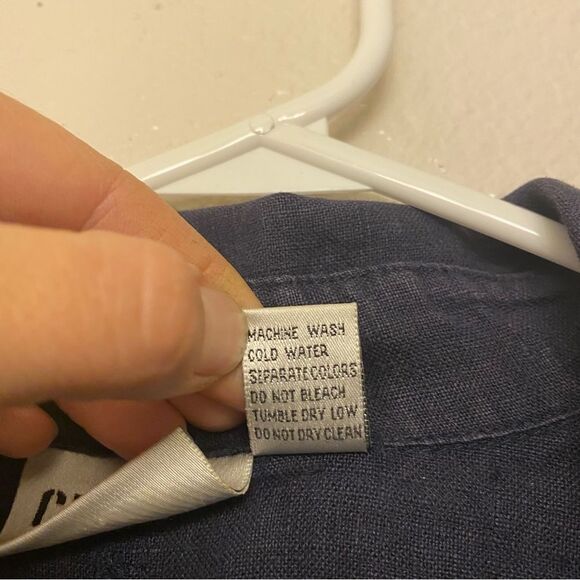 MACHINE WASH
COLD WATER
SEPARATE COLORS
DO NOT BLEACH
TUMBLE DRY LOW
DO NOT DRY CLEAN